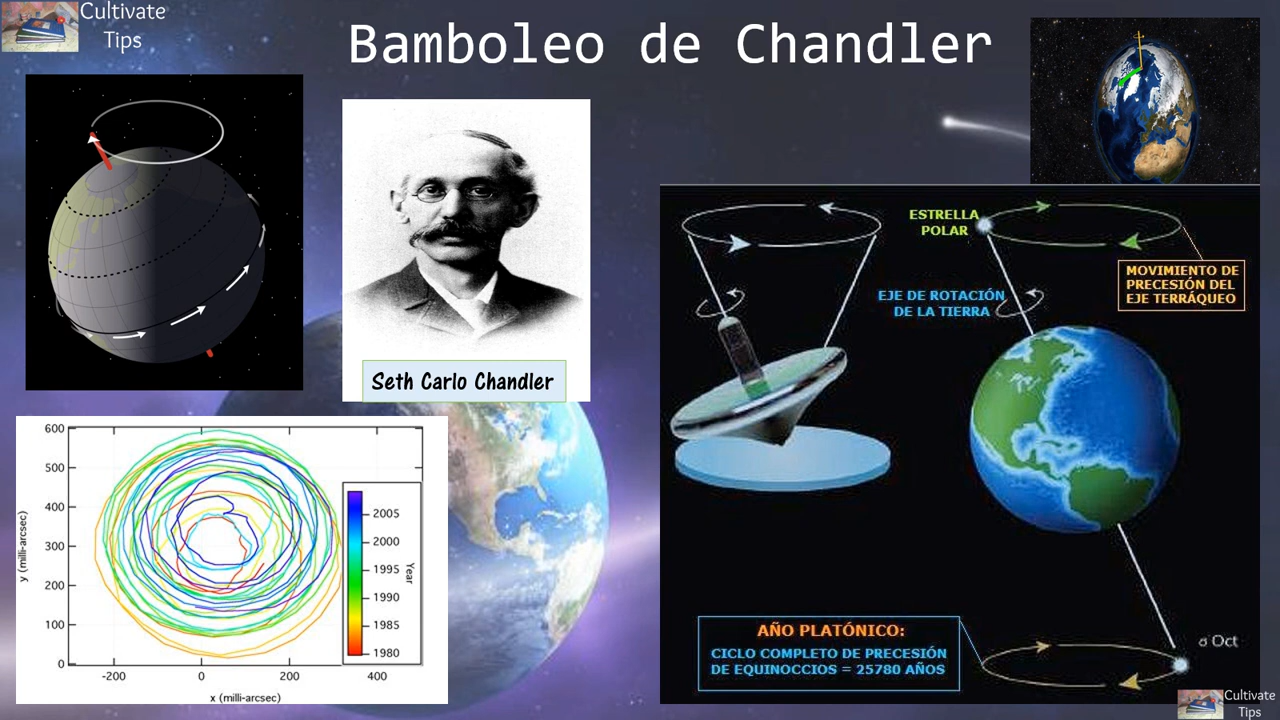 Cultivate
Tips
Bamboleo de Chandler
Seth Carlo Chandler
ESTRELLA
POLAR
MOVIMIENTO DE
PRECESIÓN DEL
EJE TERRÁQUEO
EJE DE ROTACIÓN
DE LA TIERRA
AÑO PLATÓNICO:
CICLO COMPLETO DE PRECESIÓN
DE EQUINOCCIOS = 25780 AÑOS
σ Oct
600
500
400
300
200
100
0
y (milli-arcsec)
-200
0
200
400
x (milli-arcsec)
2005
2000
1995
1990
1985
1980
Year
Cultivate
Tips